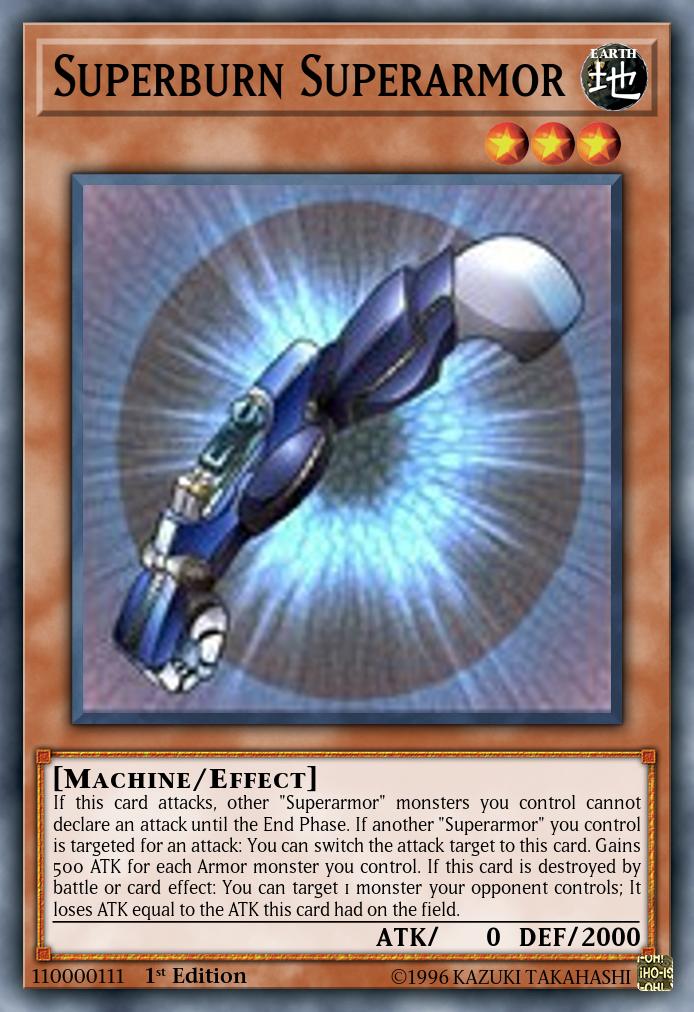 Superburn Superarmor
EARTH
地
[Machine/Effect]
If this card attacks, other "Superarmor" monsters you control cannot
declare an attack until the End Phase. If another "Superarmor" you control
is targeted for an attack: You can switch the attack target to this card. Gains
500 ATK for each Armor monster you control. If this card is destroyed by
battle or card effect: You can target 1 monster your opponent controls; It
loses ATK equal to the ATK this card had on the field.
ATK/ 0 DEF/2000
110000111 1st Edition ©1996 KAZUKI TAKAHASHI